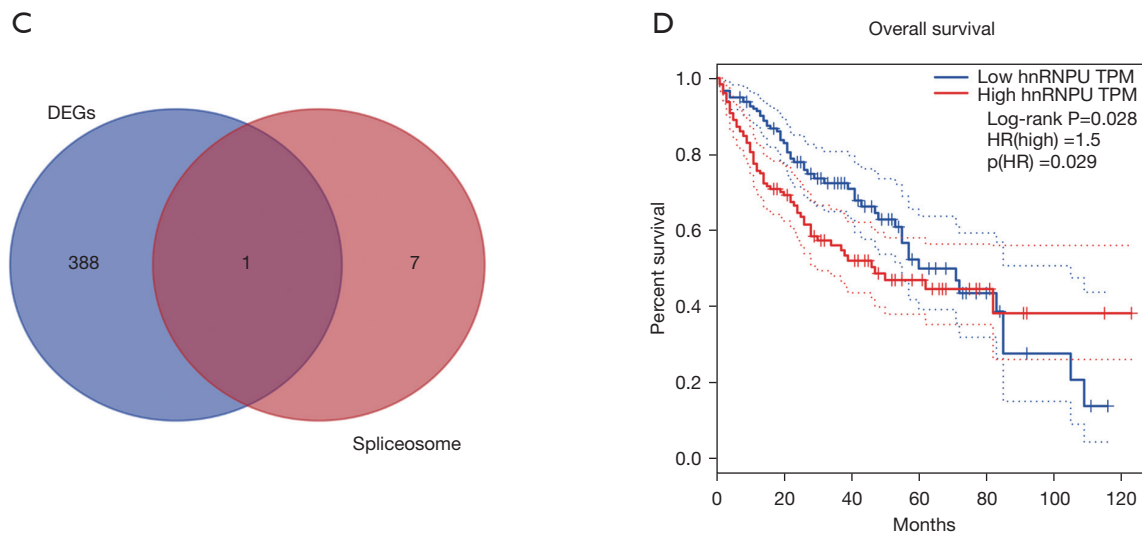 C
DEGs
388
1
7
Spliceosome
D
Overall survival
Low hnRNPU TPM
High hnRNPU TPM
Log-rank P=0.028
HR(high) =1.5
p(HR) =0.029
Percent survival
1.0
0.8
0.6
0.4
0.2
0.0
0 20 40 60 80 100 120
Months